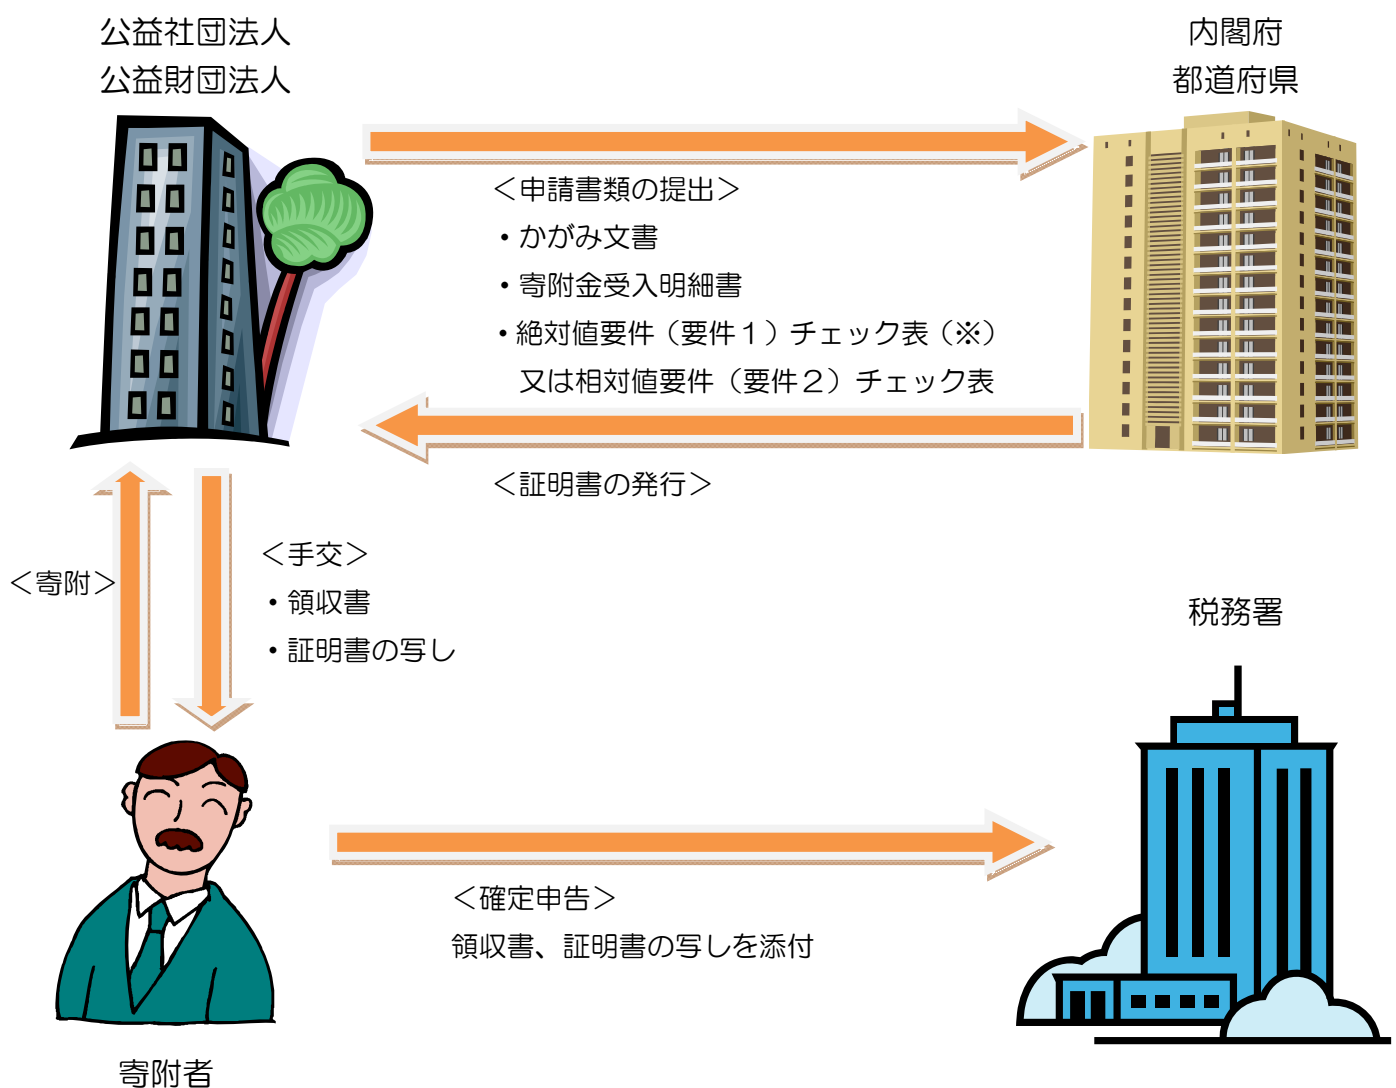 公益社団法人
公益財団法人
内閣府
都道府県
＜申請書類の提出＞
・かがみ文書
・寄附金受入明細書
・絶対値要件（要件１）チェック表（※）
又は相対値要件（要件２）チェック表
＜証明書の発行＞
＜寄附＞
＜手交＞
・領収書
・証明書の写し
税務署
＜確定申告＞
領収書、証明書の写しを添付
寄附者